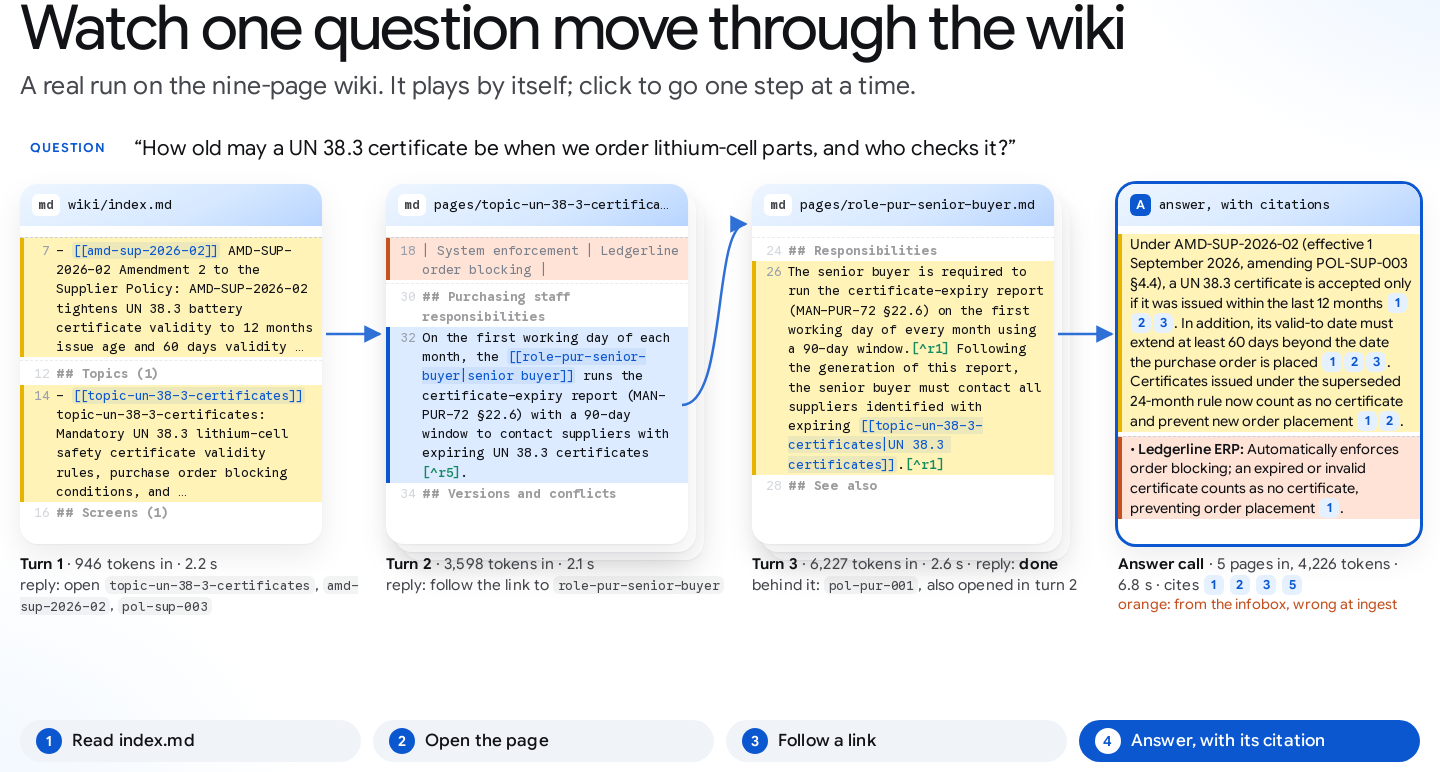 Watch one question move through the wiki
A real run on the nine-page wiki. It plays by itself; click to go one step at a time.
QUESTION
“How old may a UN 38.3 certificate be when we order lithium-cell parts, and who checks it?”
md wiki/index.md
7 – [[amd-sup-2026-02]] AMD-SUP-
2026-02 Amendment 2 to the
Supplier Policy: AMD-SUP-2026-02
tightens UN 38.3 battery
certificate validity to 12 months
issue age and 60 days validity …
12 ## Topics (1)
14 – [[topic-un-38-3-certificates]]
topic-un-38-3-certificates:
Mandatory UN 38.3 lithium-cell
safety certificate validity
rules, purchase order blocking
conditions, and …
16 ## Screens (1)
Turn 1 · 946 tokens in · 2.2 s
reply: open topic-un-38-3-certificates, amd-
sup-2026-02, pol-sup-003
md pages/topic-un-38-3-certifica…
18 | System enforcement | Ledgerline
order blocking |
30 ## Purchasing staff
responsibilities
32 On the first working day of each
month, the [[role-pur-senior-
buyer|senior buyer]] runs the
certificate-expiry report (MAN-
PUR-72 §22.6) with a 90-day
window to contact suppliers with
expiring UN 38.3 certificates
[^r5].
34 ## Versions and conflicts
Turn 2 · 3,598 tokens in · 2.1 s
reply: follow the link to role-pur-senior-buyer
md pages/role-pur-senior-buyer.md
24 ## Responsibilities
26 The senior buyer is required to
run the certificate-expiry report
(MAN-PUR-72 §22.6) on the first
working day of every month using
a 90-day window.[^r1] Following
the generation of this report,
the senior buyer must contact all
suppliers identified with
expiring [[topic-un-38-3-
certificates|UN 38.3
certificates]].[^r1]
28 ## See also
Turn 3 · 6,227 tokens in · 2.6 s · reply: done
behind it: pol-pur-001, also opened in turn 2
A answer, with citations
Under AMD-SUP-2026-02 (effective 1
September 2026, amending POL-SUP-003
§4.4), a UN 38.3 certificate is accepted only
if it was issued within the last 12 months 1
2 3. In addition, its valid-to date must
extend at least 60 days beyond the date
the purchase order is placed 1 2 3.
Certificates issued under the superseded
24-month rule now count as no certificate
and prevent new order placement 1 2.
• Ledgerline ERP: Automatically enforces
order blocking; an expired or invalid
certificate counts as no certificate,
preventing order placement 1.
Answer call · 5 pages in, 4,226 tokens ·
6.8 s · cites 1 2 3 5
orange: from the infobox, wrong at ingest
1 Read index.md
2 Open the page
3 Follow a link
4 Answer, with its citation